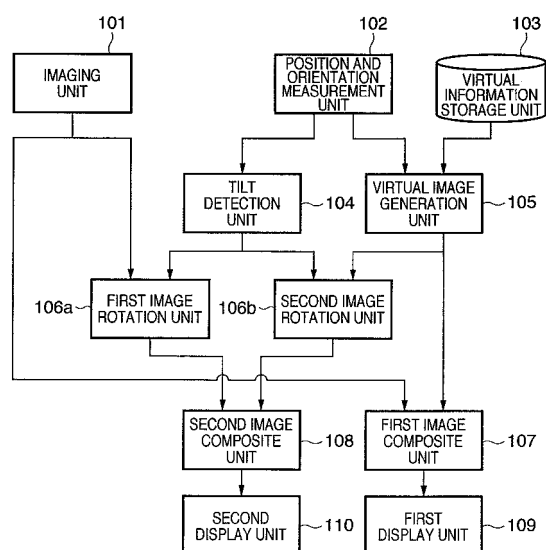 101
102
103
IMAGING
UNIT
POSITION AND
ORIENTATION
MEASUREMENT
UNIT
VIRTUAL
INFORMATION
STORAGE UNIT
TILT
DETECTION
UNIT
104
VIRTUAL IMAGE
GENERATION
UNIT
105
106a
FIRST IMAGE
ROTATION UNIT
106b
SECOND IMAGE
ROTATION UNIT
SECOND IMAGE
COMPOSITE
UNIT
108
FIRST IMAGE
COMPOSITE
UNIT
107
SECOND
DISPLAY UNIT
110
FIRST
DISPLAY UNIT
109